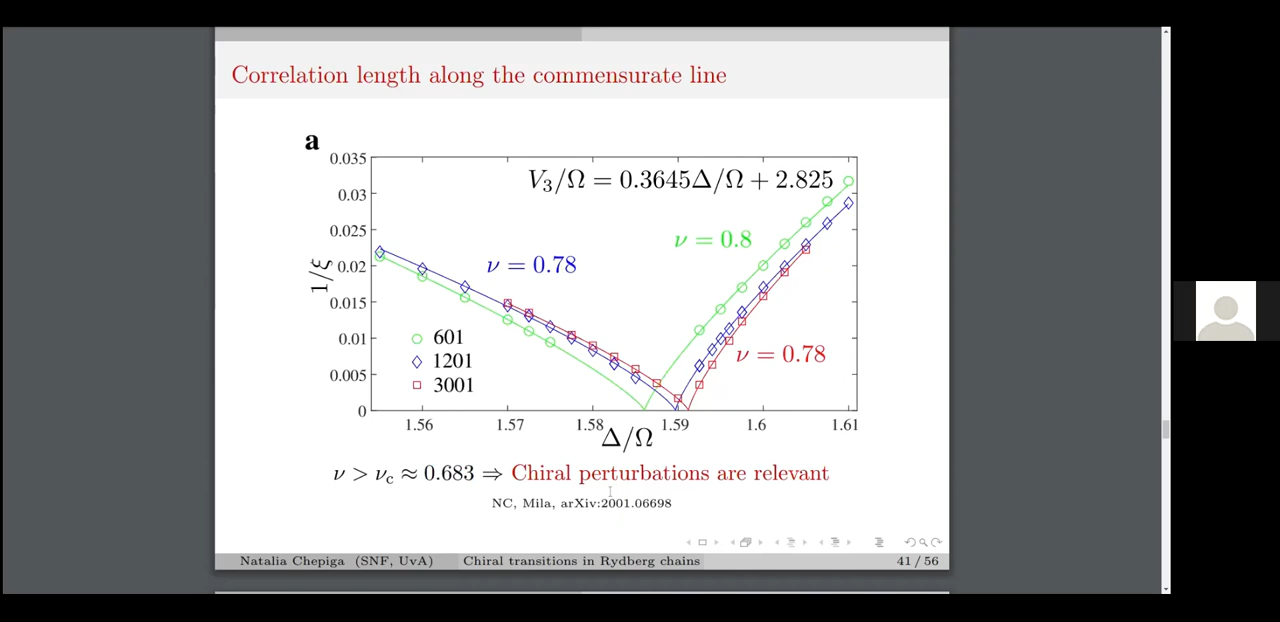 Correlation length along the commensurate line
a
V₃/Ω = 0.3645Δ/Ω + 2.825
0.035
0.03
0.025
0.02
0.015
0.01
0.005
0
1/ξ
ν = 0.8
ν = 0.78
ν = 0.78
601
1201
3001
1.56 1.57 1.58 1.59 1.6 1.61
Δ/Ω
ν > νc ≈ 0.683 ⇒ Chiral perturbations are relevant
NC, Mila, arXiv:2001.06698
Natalia Chepiga (SNF, UvA) Chiral transitions in Rydberg chains 41 / 56